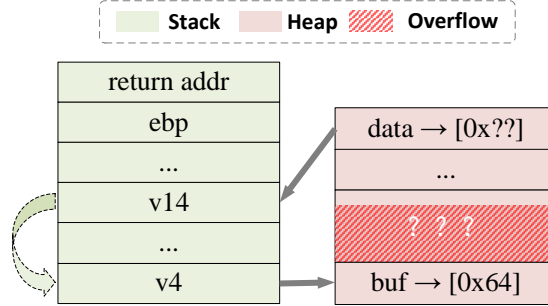 Stack Heap Overflow
return addr
ebp
...
v14
...
v4
data → [0x??]
...
? ? ?
buf → [0x64]